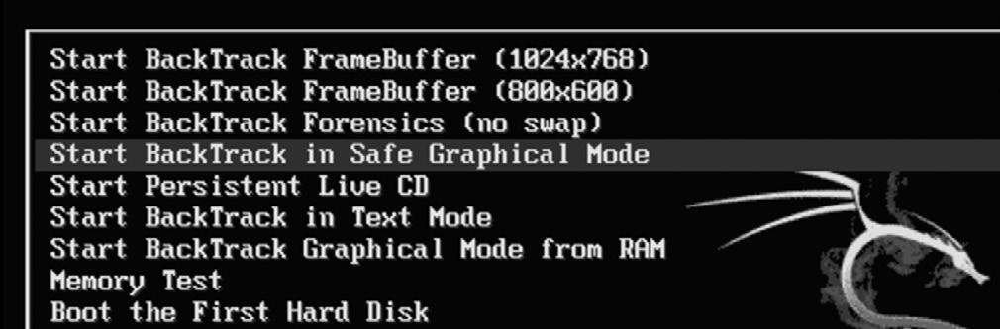 Start BackTrack FrameBuffer (1024x768)
Start BackTrack FrameBuffer (800x600)
Start BackTrack Forensics (no swap)
Start BackTrack in Safe Graphical Mode
Start Persistent Live CD
Start BackTrack in Text Mode
Start BackTrack Graphical Mode from RAM
Memory Test
Boot the First Hard Disk